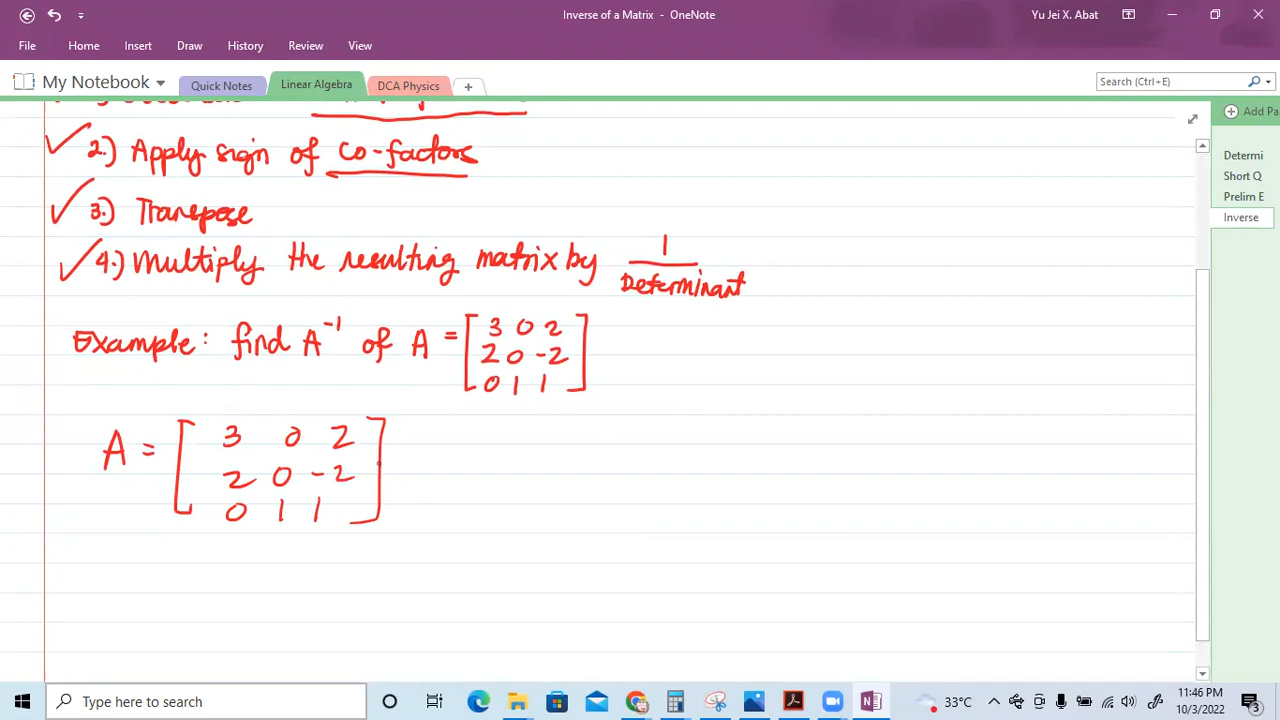 Inverse of a Matrix - OneNote
Yu Jei X. Abat
File Home Insert Draw History Review View
My Notebook Quick Notes Linear Algebra DCA Physics +
Search (Ctrl+E)
Add Pa
2.) Apply sign of Co-factors
3.) Transpose
4.) Multiply the resulting matrix by 1
Determinant
Example: find A⁻¹ of A = [3 0 2
2 0 -2
0 1 1]
A = [3 0 2
2 0 -2
0 1 1]
Determi
Short Q
Prelim E
Inverse
Type here to search
33°C
11:46 PM
10/3/2022
3